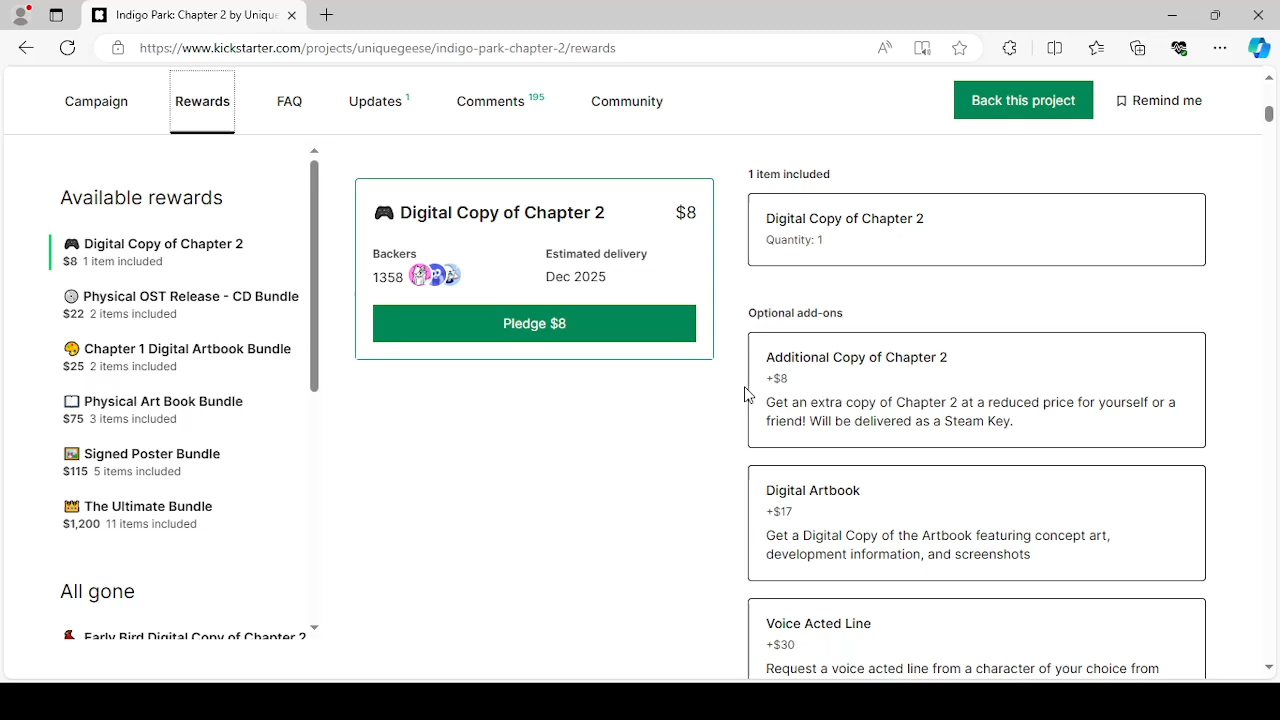 Indigo Park: Chapter 2 by Unique
https://www.kickstarter.com/projects/uniquegeese/indigo-park-chapter-2/rewards
Campaign
Rewards
FAQ
Updates 1
Comments 195
Community
Back this project
Remind me
Available rewards
Digital Copy of Chapter 2
$8 1 item included
Physical OST Release - CD Bundle
$22 2 items included
Chapter 1 Digital Artbook Bundle
$25 2 items included
Physical Art Book Bundle
$75 3 items included
Signed Poster Bundle
$115 5 items included
The Ultimate Bundle
$1,200 11 items included
All gone
Early Bird Digital Copy of Chapter 2
Digital Copy of Chapter 2 $8
Backers
1358
Estimated delivery
Dec 2025
Pledge $8
1 item included
Digital Copy of Chapter 2
Quantity: 1
Optional add-ons
Additional Copy of Chapter 2
+$8
Get an extra copy of Chapter 2 at a reduced price for yourself or a
friend! Will be delivered as a Steam Key.
Digital Artbook
+$17
Get a Digital Copy of the Artbook featuring concept art,
development information, and screenshots
Voice Acted Line
+$30
Request a voice acted line from a character of your choice from